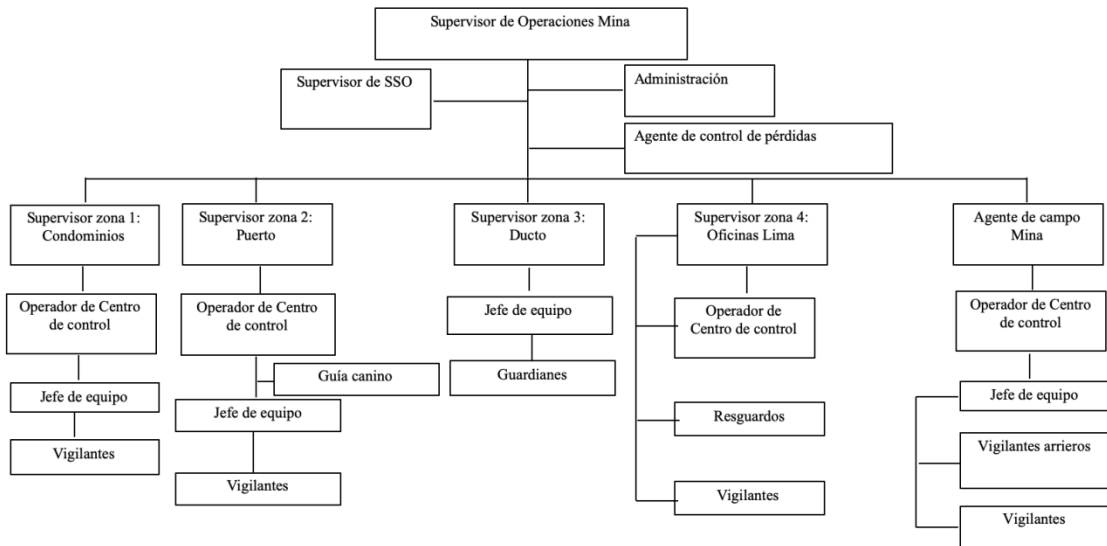 Supervisor de Operaciones Mina
Supervisor de SSO
Administración
Agente de control de pérdidas
Supervisor zona 1:
Condominios
Supervisor zona 2:
Puerto
Supervisor zona 3:
Ducto
Supervisor zona 4:
Oficinas Lima
Agente de campo
Mina
Operador de Centro
de control
Operador de Centro
de control
Jefe de equipo
Operador de
Centro de control
Operador de Centro
de control
Jefe de equipo
Guía canino
Guardianes
Jefe de equipo
Jefe de equipo
Resguardos
Vigilantes arrieros
Vigilantes
Vigilantes
Vigilantes
Vigilantes